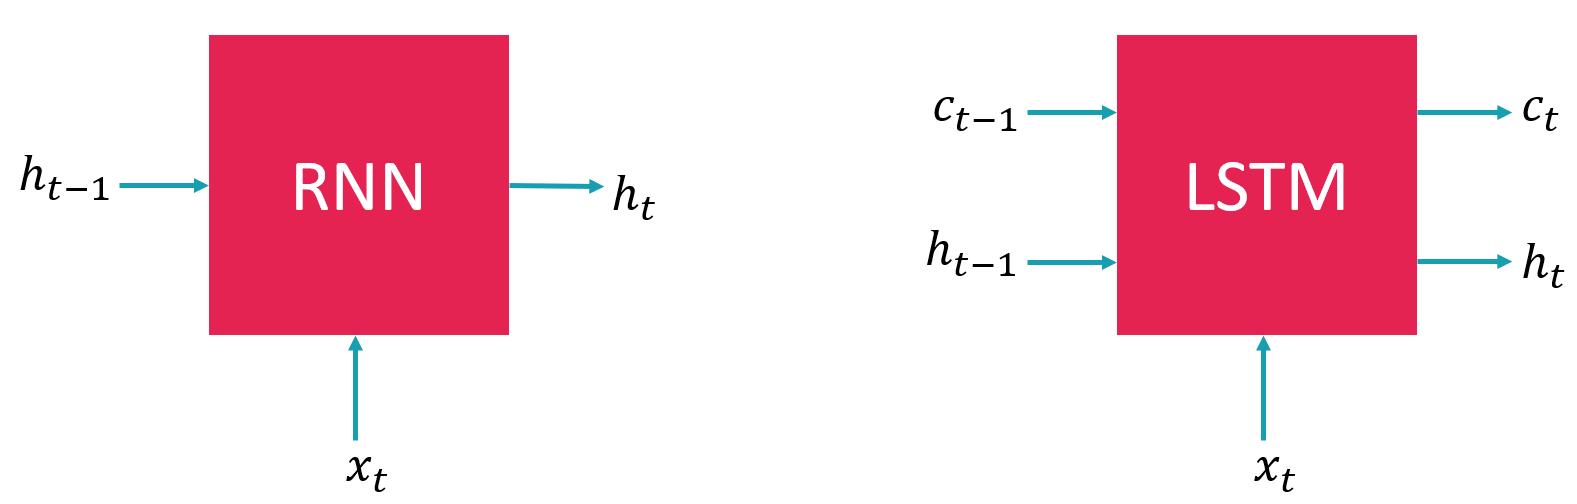 RNN
h_{t-1}
h_t
x_t
LSTM
c_{t-1}
c_t
h_{t-1}
h_t
x_t